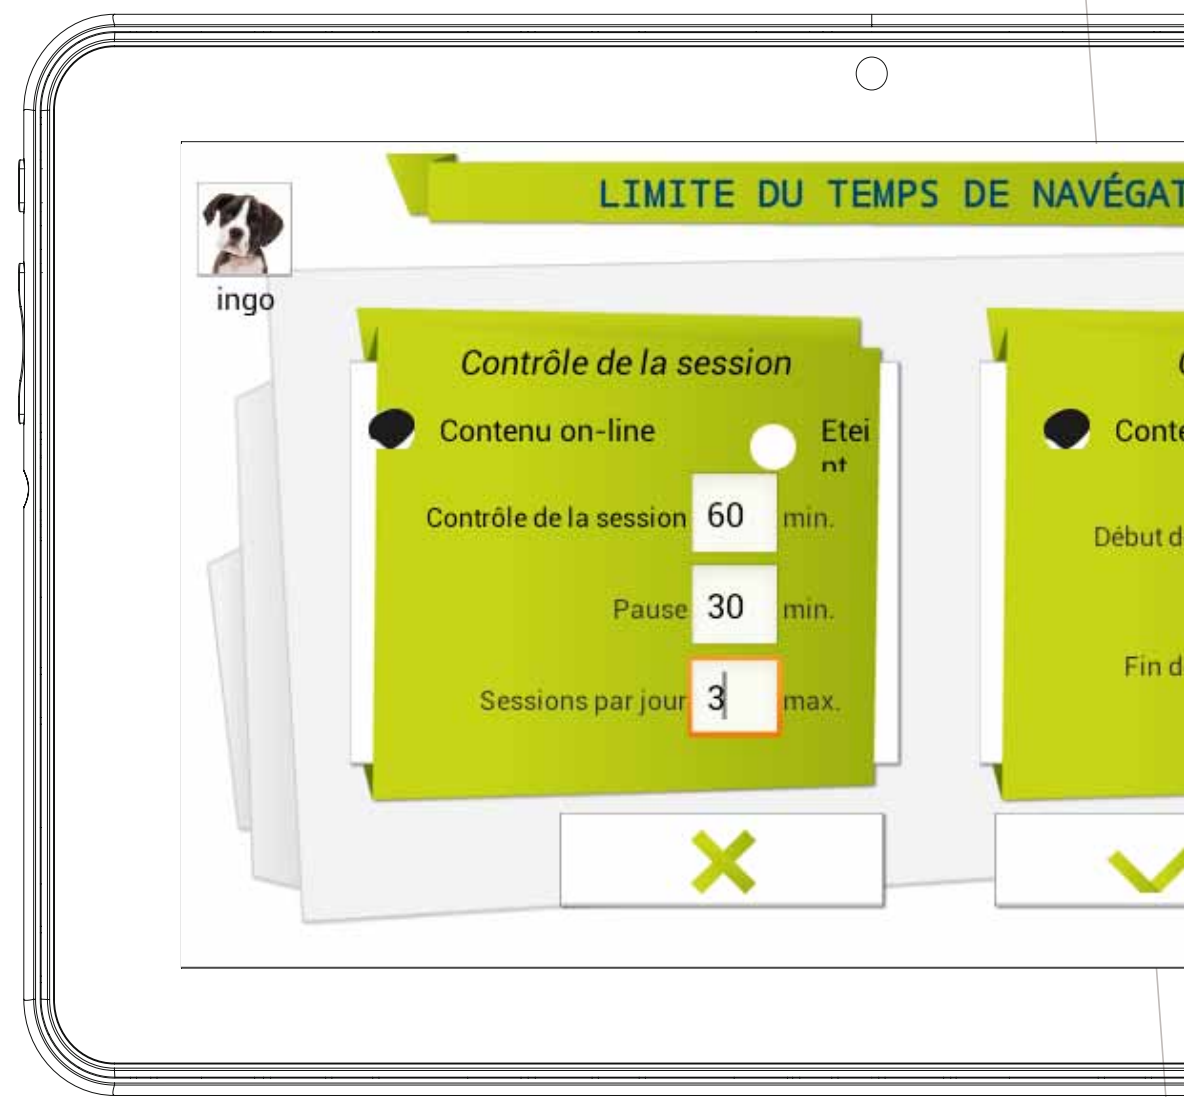 LIMITE DU TEMPS DE NAVÉGAT
ingo
Contrôle de la session
Contenu on-line
Etei
nt
Conte
Contrôle de la session 60 min.
Pause 30 min.
Sessions par jour 3 max.
Début d
Fin d